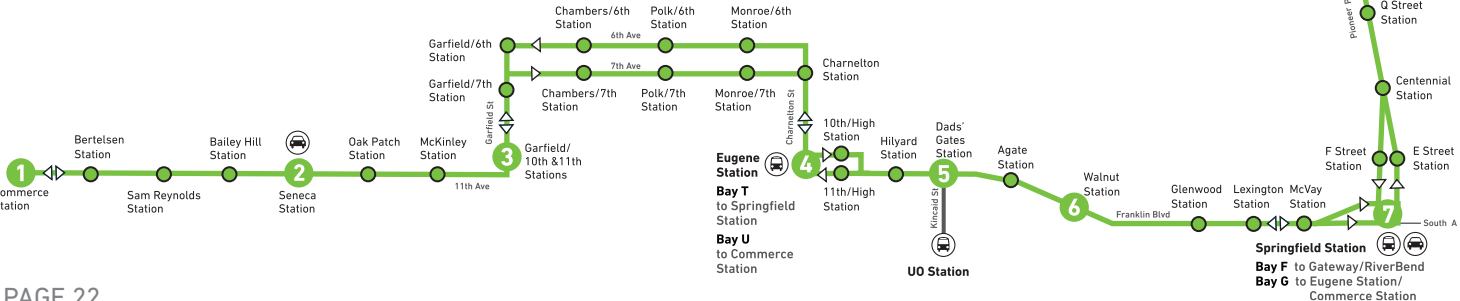 Q Street
Station
Pioneer P
Chambers/6th
Station
Polk/6th
Station
Monroe/6th
Station
6th Ave
Garfield/6th
Station
7th Ave
Charnelton
Station
Garfield/7th
Station
Chambers/7th
Station
Polk/7th
Station
Monroe/7th
Station
Centennial
Station
Garfield St
Charnelton St
1
ommerce
tation
Bertelsen
Station
Sam Reynolds
Station
Bailey Hill
Station
2
Seneca
Station
Oak Patch
Station
McKinley
Station
11th Ave
3
Garfield/
10th &11th
Stations
Eugene
Station
4
Bay T
to Springfield
Station
Bay U
to Commerce
Station
10th/High
Station
11th/High
Station
Hilyard
Station
Dads'
Gates
Station
5
Kincaid St
UO Station
Agate
Station
6
Walnut
Station
Franklin Blvd
Glenwood
Station
Lexington
Station
McVay
Station
F Street
Station
E Street
Station
7
South A
Springfield Station
Bay F to Gateway/RiverBend
Bay G to Eugene Station/
Commerce Station
PAGE 22